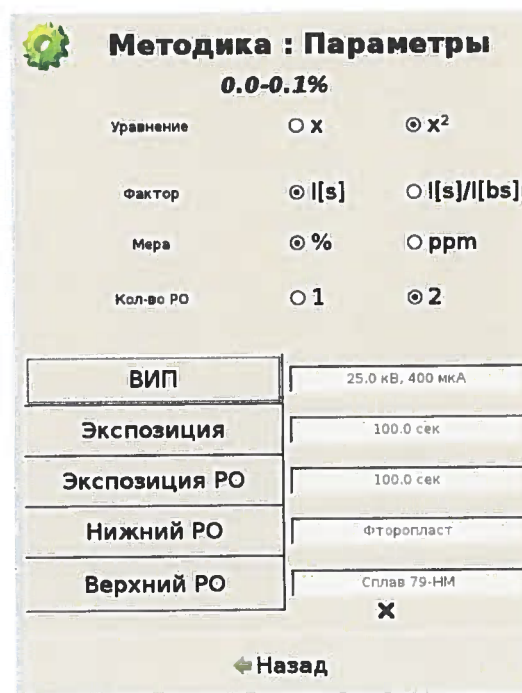 Методика : Параметры
0.0-0.1%
Уравнение x x²
Фактор I[s] I[s]/I[bs]
Мера % ppm
Кол-во РО 1 2
ВИП 25.0 кВ, 400 мкА
Экспозиция 100.0 сек
Экспозиция РО 100.0 сек
Нижний РО Фторопласт
Верхний РО Сплав 79-НМ
Назад